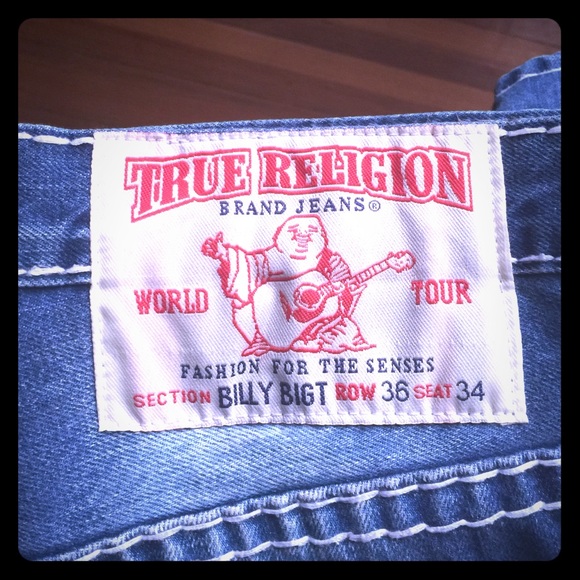 TRUE RELIGION
BRAND JEANS®
WORLD TOUR
FASHION FOR THE SENSES
SECTION BILLY BIGT ROW 36 SEAT 34